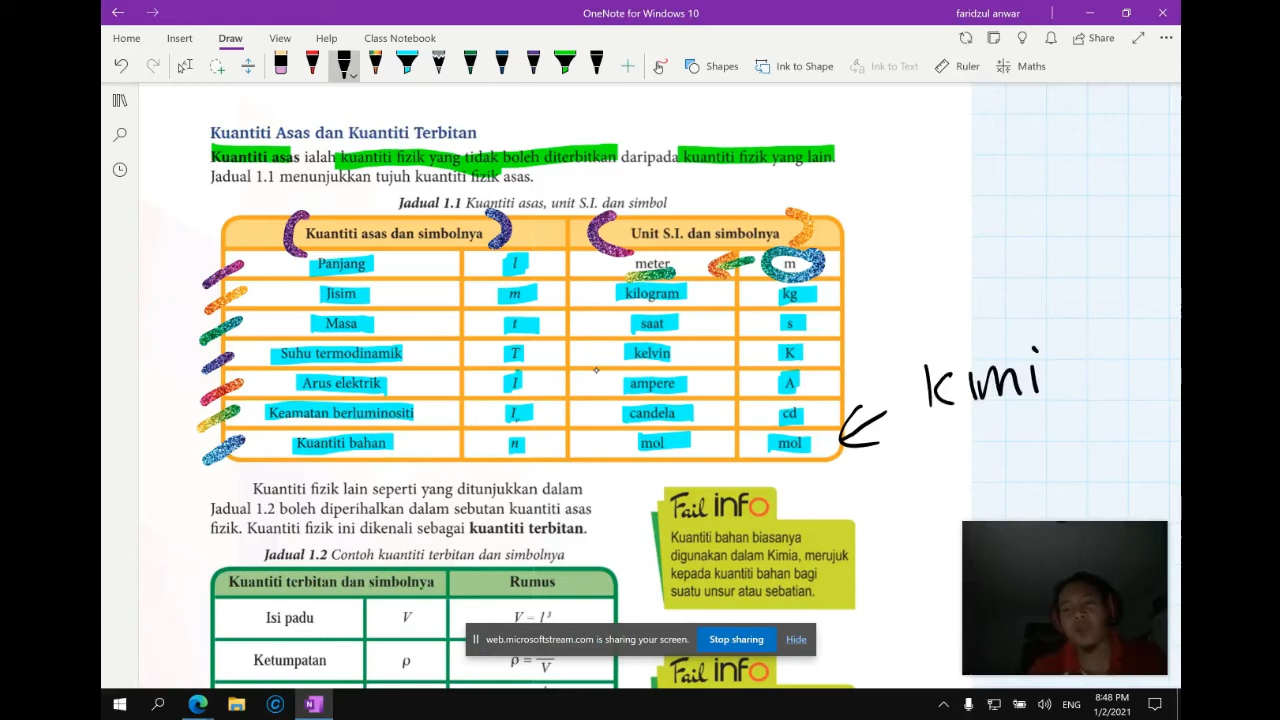 OneNote for Windows 10
faridzul anwar
Home Insert Draw View Help Class Notebook
Share
Shapes Ink to Shape Ink to Text Ruler Maths
Kuantiti Asas dan Kuantiti Terbitan
Kuantiti asas ialah kuantiti fizik yang tidak boleh diterbitkan daripada kuantiti fizik yang lain.
Jadual 1.1 menunjukkan tujuh kuantiti fizik asas.
Jadual 1.1 Kuantiti asas, unit S.I. dan simbol
Kuantiti asas dan simbolnya Unit S.I. dan simbolnya
Panjang l meter m
Jisim m kilogram kg
Masa t saat s
Suhu termodinamik T kelvin K
Arus elektrik I ampere A
Keamatan berluminositi Iv candela cd
Kuantiti bahan n mol mol
kimi
Kuantiti fizik lain seperti yang ditunjukkan dalam
Jadual 1.2 boleh diperihalkan dalam sebutan kuantiti asas
fizik. Kuantiti fizik ini dikenali sebagai kuantiti terbitan.
Fail info
Kuantiti bahan biasanya
digunakan dalam Kimia, merujuk
kepada kuantiti bahan bagi
suatu unsur atau sebatian.
Jadual 1.2 Contoh kuantiti terbitan dan simbolnya
Kuantiti terbitan dan simbolnya Rumus
Isi padu V V = l³
web.microsoftstream.com is sharing your screen. Stop sharing Hide
Ketumpatan ρ ρ = V
Fail info
8:48 PM
1/2/2021